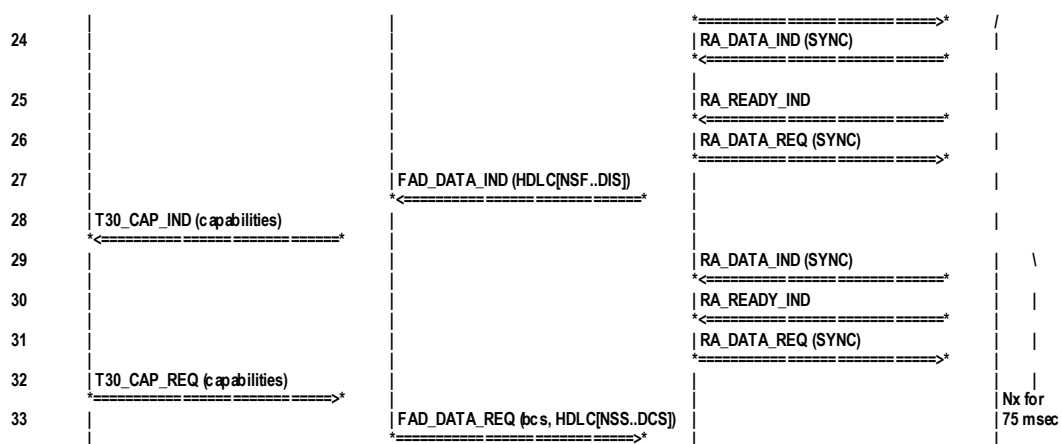 24 RA_DATA_IND (SYNC)
25 RA_READY_IND
26 RA_DATA_REQ (SYNC)
27 FAD_DATA_IND (HDLC[NSF..DIS])
28 T30_CAP_IND (capabilities)
29 RA_DATA_IND (SYNC)
30 RA_READY_IND
31 RA_DATA_REQ (SYNC)
32 T30_CAP_REQ (capabilities)
Nx for
33 FAD_DATA_REQ (bcs, HDLC[NSS..DCS]) 75 msec